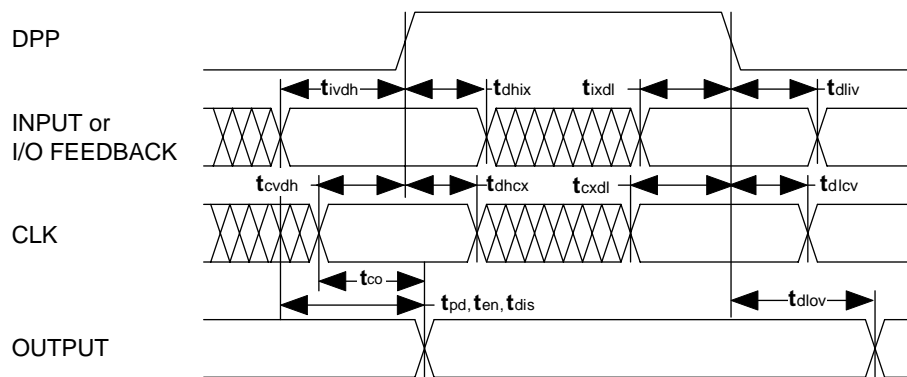 DPP
tivdh
tdhix
tixdl
tdliv
INPUT or
I/O FEEDBACK
tcvdh
tdhcx
tcxdl
tdlcv
CLK
tco
tpd, ten, tdis
tdlov
OUTPUT